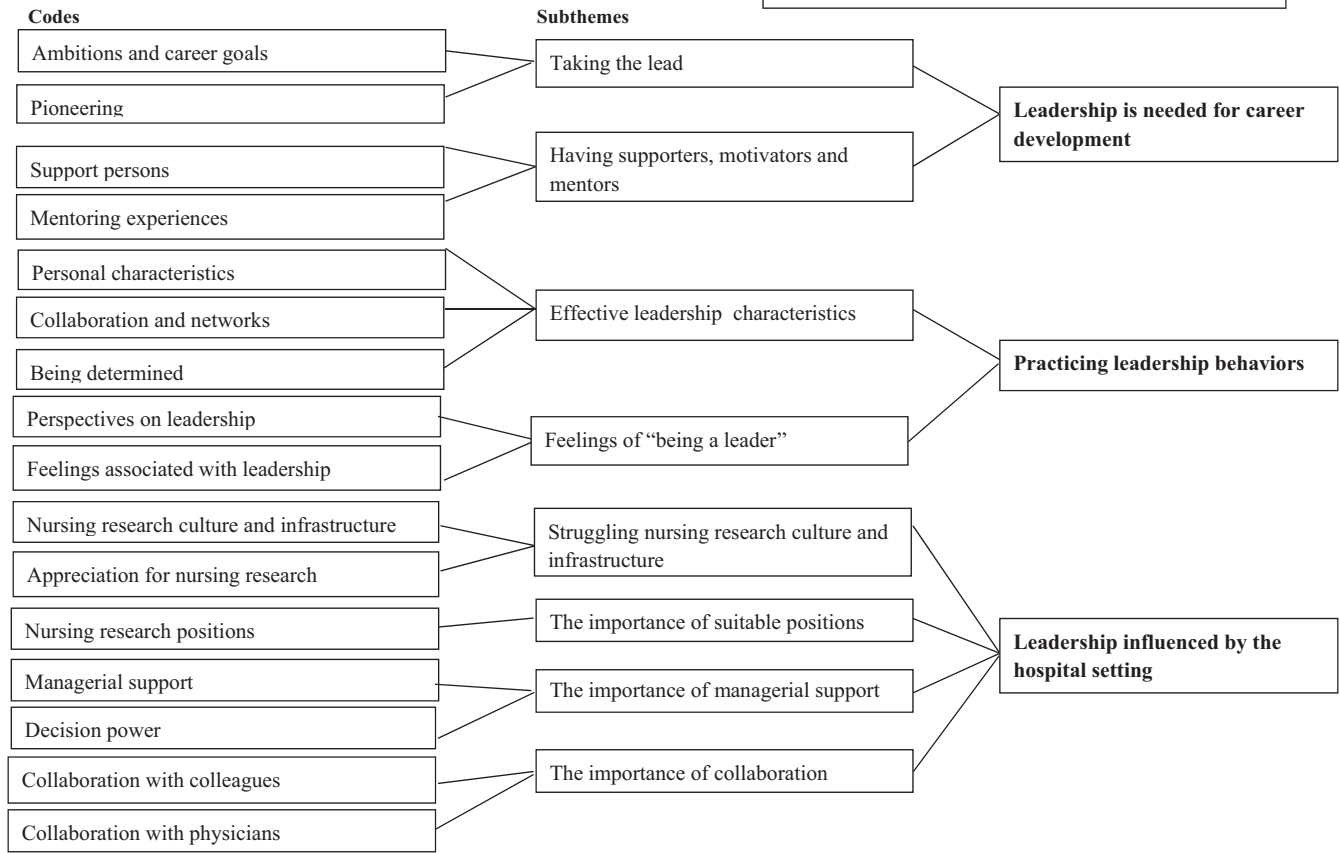 Codes
Subthemes
Ambitions and career goals
Pioneering
Support persons
Mentoring experiences
Personal characteristics
Collaboration and networks
Being determined
Perspectives on leadership
Feelings associated with leadership
Nursing research culture and infrastructure
Appreciation for nursing research
Nursing research positions
Managerial support
Decision power
Collaboration with colleagues
Collaboration with physicians
Taking the lead
Having supporters, motivators and
mentors
Effective leadership characteristics
Feelings of “being a leader”
Struggling nursing research culture and
infrastructure
The importance of suitable positions
The importance of managerial support
The importance of collaboration
Leadership is needed for career
development
Practicing leadership behaviors
Leadership influenced by the
hospital setting